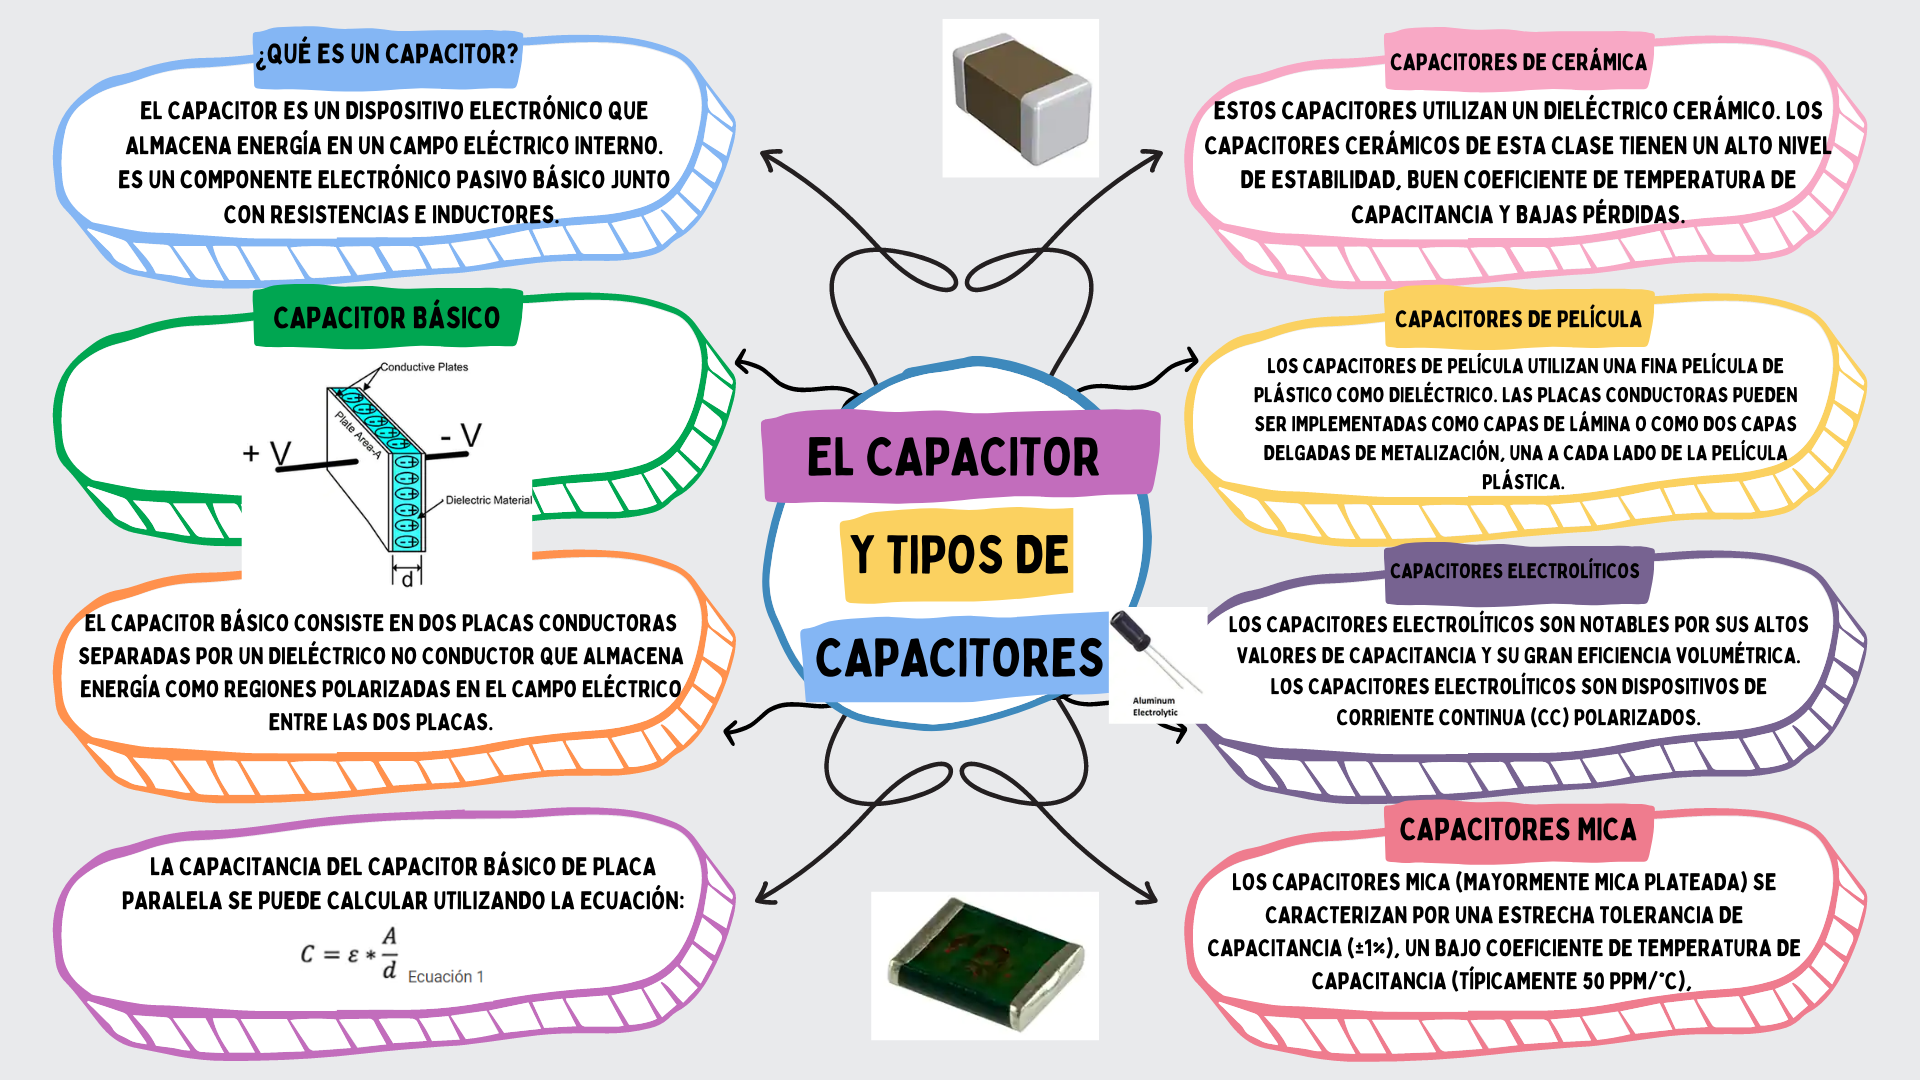 ¿QUÉ ES UN CAPACITOR?
EL CAPACITOR ES UN DISPOSITIVO ELECTRÓNICO QUE
ALMACENA ENERGÍA EN UN CAMPO ELÉCTRICO INTERNO.
ES UN COMPONENTE ELECTRÓNICO PASIVO BÁSICO JUNTO
CON RESISTENCIAS E INDUCTORES.
CAPACITOR BÁSICO
Conductive Plates
Plate Area-A
+ V
- V
Dielectric Material
d
EL CAPACITOR BÁSICO CONSISTE EN DOS PLACAS CONDUCTORAS
SEPARADAS POR UN DIELÉCTRICO NO CONDUCTOR QUE ALMACENA
ENERGÍA COMO REGIONES POLARIZADAS EN EL CAMPO ELÉCTRICO
ENTRE LAS DOS PLACAS.
LA CAPACITANCIA DEL CAPACITOR BÁSICO DE PLACA
PARALELA SE PUEDE CALCULAR UTILIZANDO LA ECUACIÓN:
C = ε * A/d Ecuación 1
EL CAPACITOR
Y TIPOS DE
CAPACITORES
Aluminum
Electrolytic
CAPACITORES DE CERÁMICA
ESTOS CAPACITORES UTILIZAN UN DIELÉCTRICO CERÁMICO. LOS
CAPACITORES CERÁMICOS DE ESTA CLASE TIENEN UN ALTO NIVEL
DE ESTABILIDAD, BUEN COEFICIENTE DE TEMPERATURA DE
CAPACITANCIA Y BAJAS PÉRDIDAS.
CAPACITORES DE PELÍCULA
LOS CAPACITORES DE PELÍCULA UTILIZAN UNA FINA PELÍCULA DE
PLÁSTICO COMO DIELÉCTRICO. LAS PLACAS CONDUCTORAS PUEDEN
SER IMPLEMENTADAS COMO CAPAS DE LÁMINA O COMO DOS CAPAS
DELGADAS DE METALIZACIÓN, UNA A CADA LADO DE LA PELÍCULA
PLÁSTICA.
CAPACITORES ELECTROLÍTICOS
LOS CAPACITORES ELECTROLÍTICOS SON NOTABLES POR SUS ALTOS
VALORES DE CAPACITANCIA Y SU GRAN EFICIENCIA VOLUMÉTRICA.
LOS CAPACITORES ELECTROLÍTICOS SON DISPOSITIVOS DE
CORRIENTE CONTINUA (CC) POLARIZADOS.
CAPACITORES MICA
LOS CAPACITORES MICA (MAYORMENTE MICA PLATEADA) SE
CARACTERIZAN POR UNA ESTRECHA TOLERANCIA DE
CAPACITANCIA (±1%), UN BAJO COEFICIENTE DE TEMPERATURA DE
CAPACITANCIA (TÍPICAMENTE 50 PPM/°C),